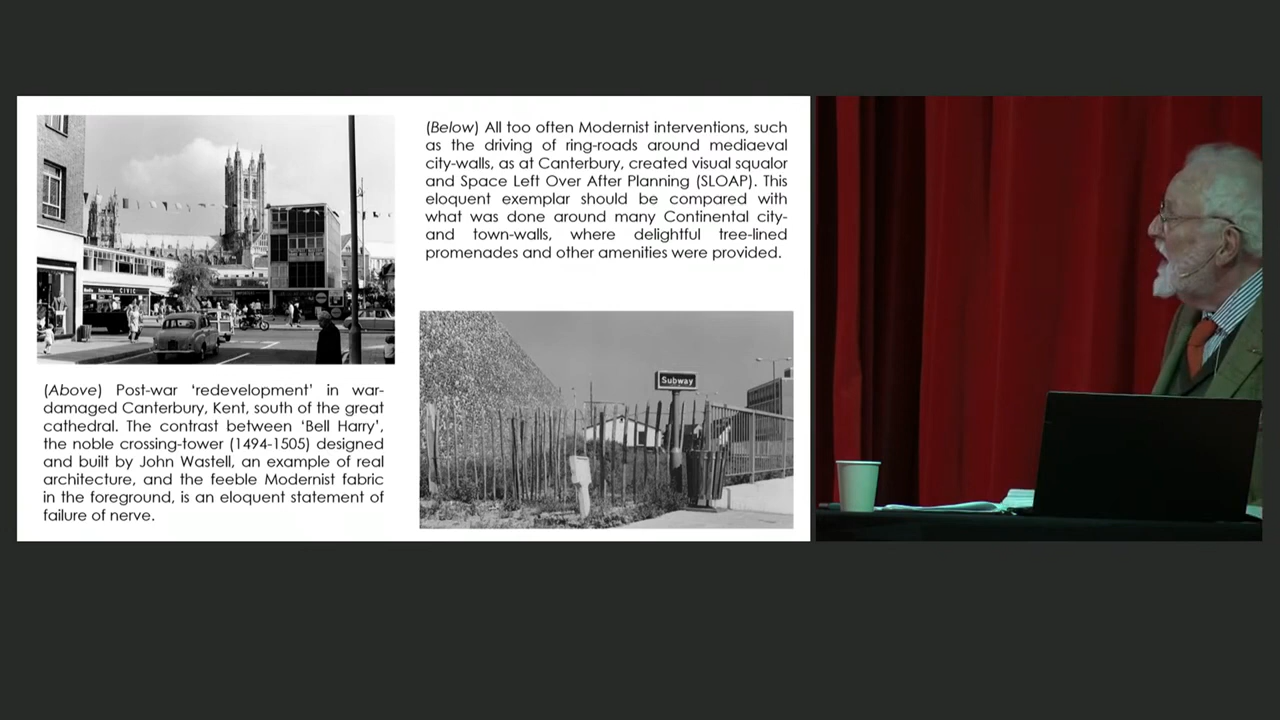 (Above) Post-war ‘redevelopment’ in war-
damaged Canterbury, Kent, south of the great
cathedral. The contrast between ‘Bell Harry’,
the noble crossing-tower (1494-1505) designed
and built by John Wastell, an example of real
architecture, and the feeble Modernist fabric
in the foreground, is an eloquent statement of
failure of nerve.
(Below) All too often Modernist interventions, such
as the driving of ring-roads around mediaeval
city-walls, as at Canterbury, created visual squalor
and Space Left Over After Planning (SLOAP). This
eloquent exemplar should be compared with
what was done around many Continental city-
and town-walls, where delightful tree-lined
promenades and other amenities were provided.
Subway
CIVIC